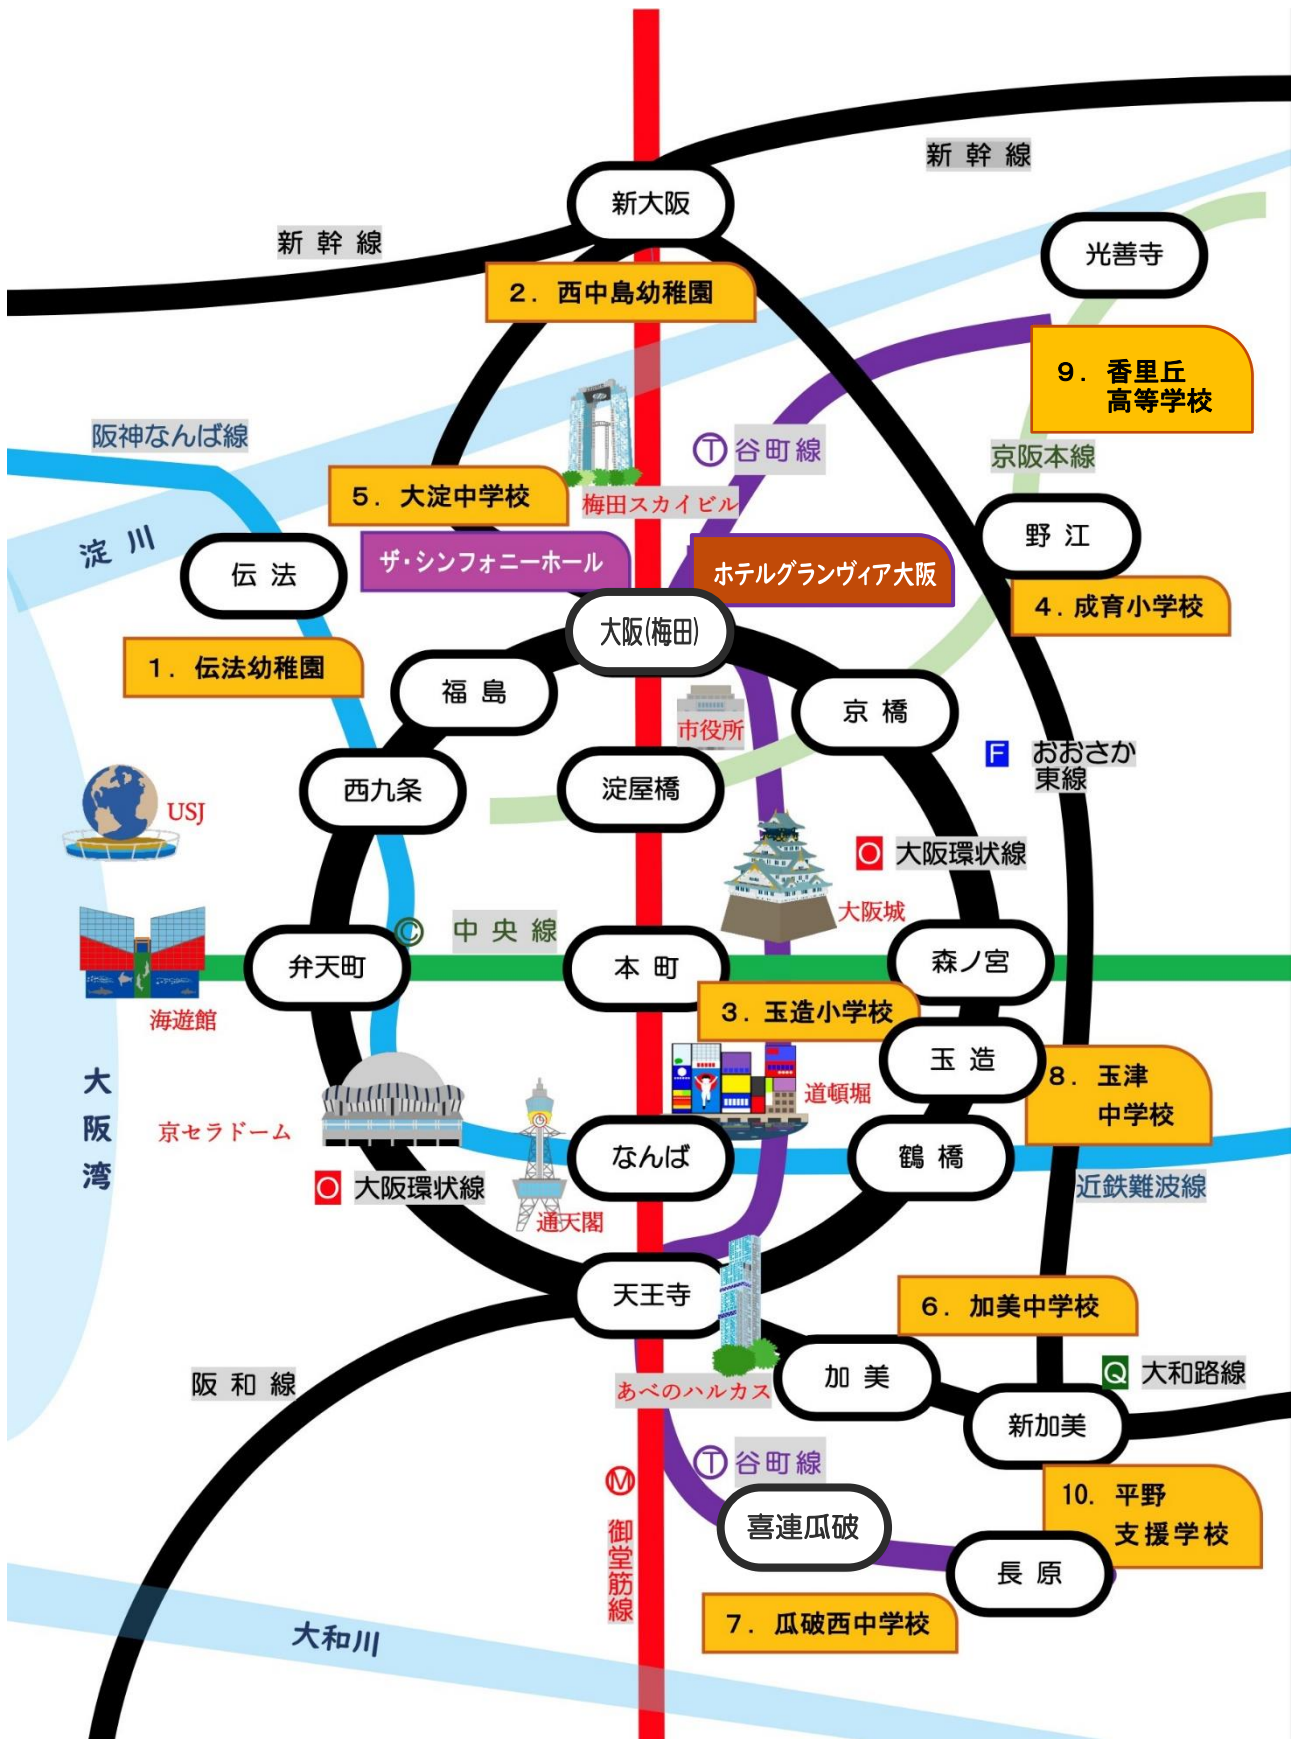 新幹線
新大阪
新幹線
光善寺
2．西中島幼稚園
9．香里丘
高等学校
阪神なんば線
Ⓣ谷町線
京阪本線
5．大淀中学校
梅田スカイビル
淀川
野江
伝法
ザ・シンフォニーホール
ホテルグランヴィア大阪
4．成育小学校
大阪(梅田)
1．伝法幼稚園
福島
京橋
市役所
F おおさか
東線
西九条
淀屋橋
USJ
O 大阪環状線
大阪城
Ⓒ 中央線
弁天町
本町
森ノ宮
3．玉造小学校
海遊館
玉造
大阪湾
8．玉津
中学校
道頓堀
京セラドーム
なんば
鶴橋
O 大阪環状線
近鉄難波線
通天閣
天王寺
6．加美中学校
阪和線
加美
Q 大和路線
あべのハルカス
新加美
Ⓣ谷町線
Ⓜ
御堂筋線
10．平野
支援学校
喜連瓜破
長原
7．瓜破西中学校
大和川